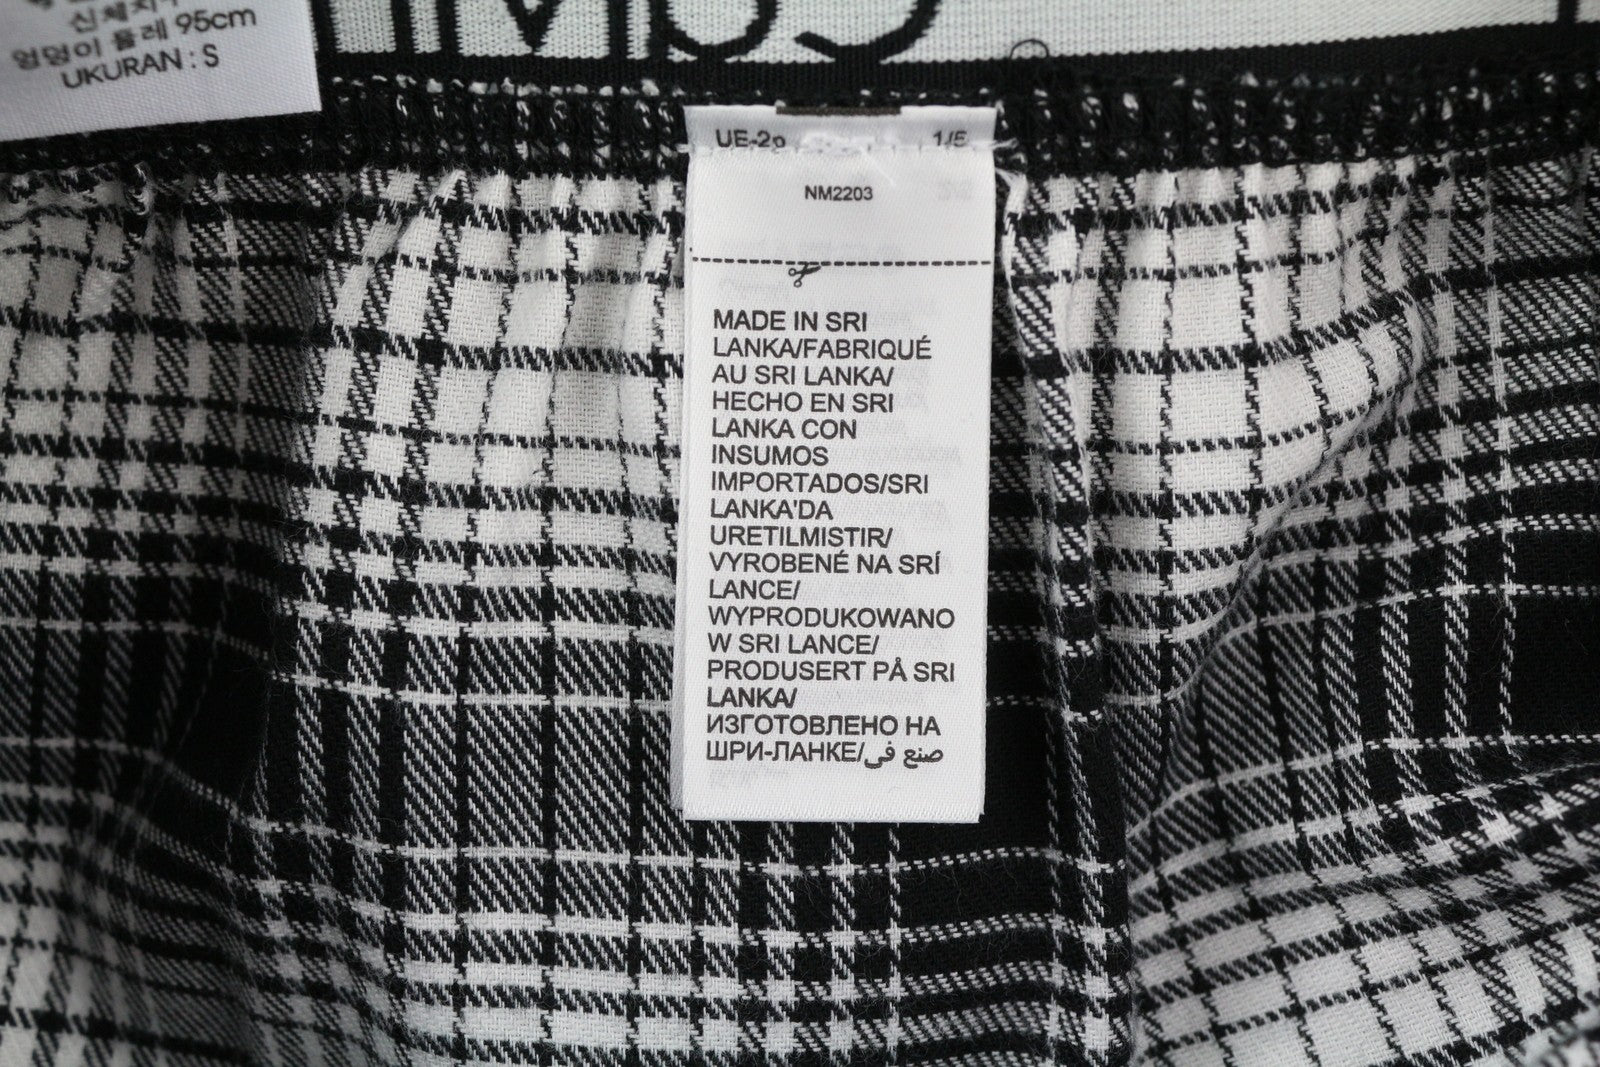 신체치수
엉덩이 둘레 95cm
UKURAN : S
UE-2p 1/5
NM2203
MADE IN SRI
LANKA/FABRIQUÉ
AU SRI LANKA/
HECHO EN SRI
LANKA CON
INSUMOS
IMPORTADOS/SRI
LANKA'DA
URETILMISTIR/
VYROBENÉ NA SRÍ
LANCE/
WYPRODUKOWANO
W SRI LANCE/
PRODUSERT PÅ SRI
LANKA/
ИЗГОТОВЛЕНО НА
ШРИ-ЛАНКЕ/صنع في